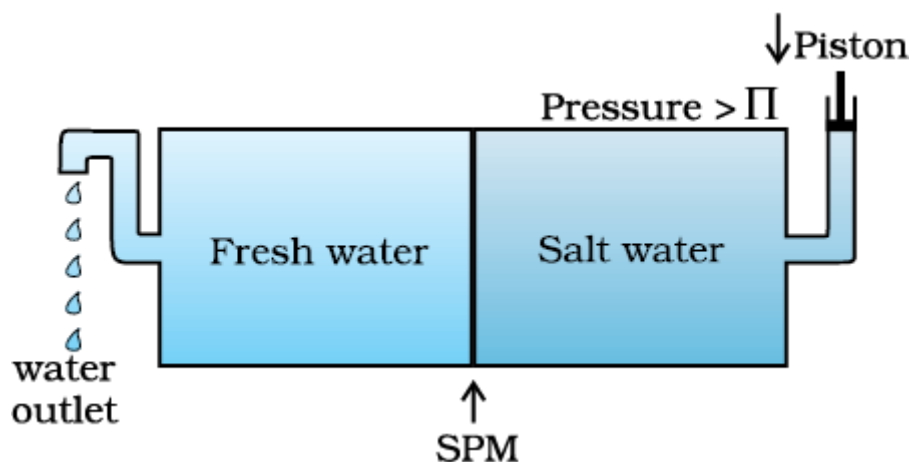 Piston
Pressure > Π
Fresh water
Salt water
water
outlet
SPM